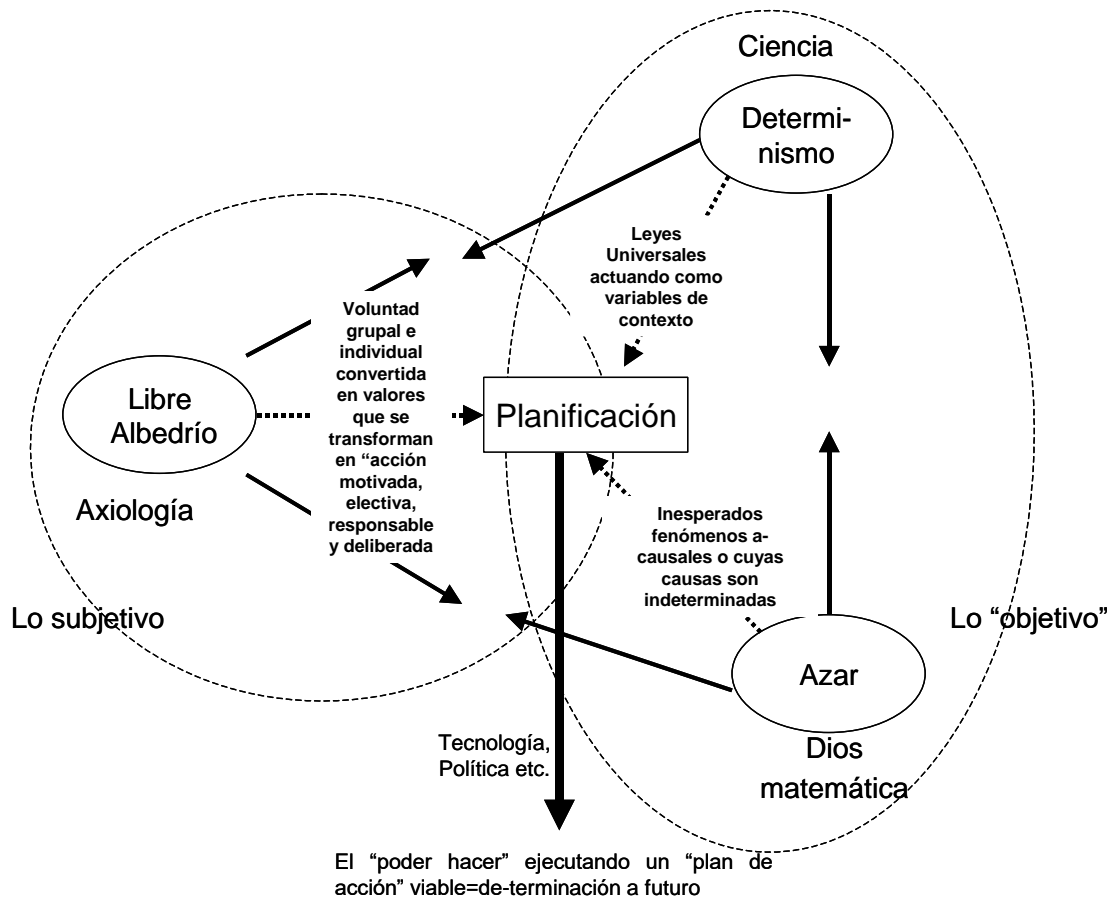 Ciencia
Determi-
nismo
Leyes
Universales
actuando como
variables de
contexto
Voluntad
grupal e
individual
convertida
en valores
que se
transforman
en “acción
motivada,
electiva,
responsable
y deliberada
Libre
Albedrío
Planificación
Axiología
Inesperados
fenómenos a-
causales o cuyas
causas son
indeterminadas
Lo subjetivo
Lo “objetivo”
Azar
Dios
matemática
Tecnología,
Política etc.
El “poder hacer” ejecutando un “plan de
acción” viable=de-terminación a futuro